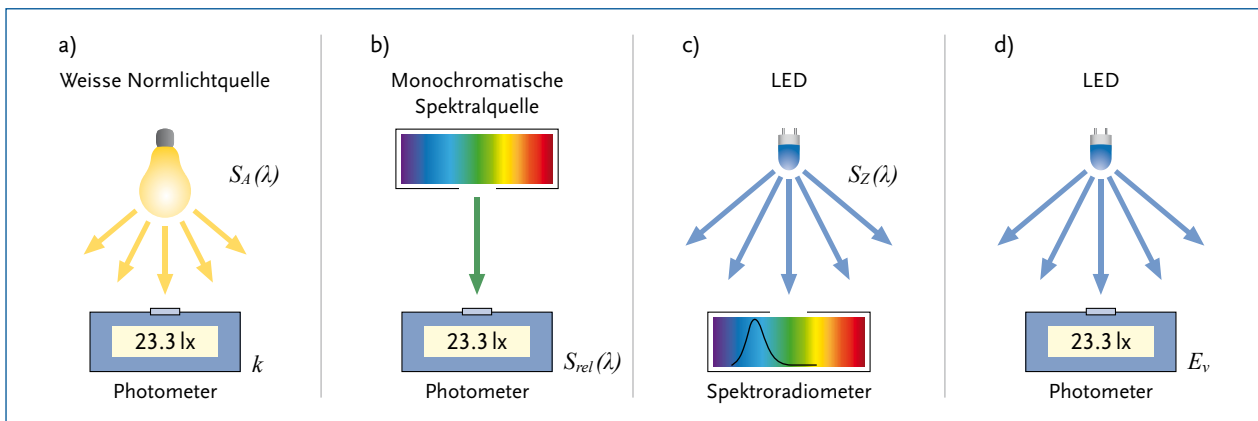 a)
Weisse Normlichtquelle
S_A(λ)
23.3 lx
k
Photometer
b)
Monochromatische
Spektralquelle
23.3 lx
S_rel(λ)
Photometer
c)
LED
S_Z(λ)
Spektroradiometer
d)
LED
23.3 lx
E_v
Photometer